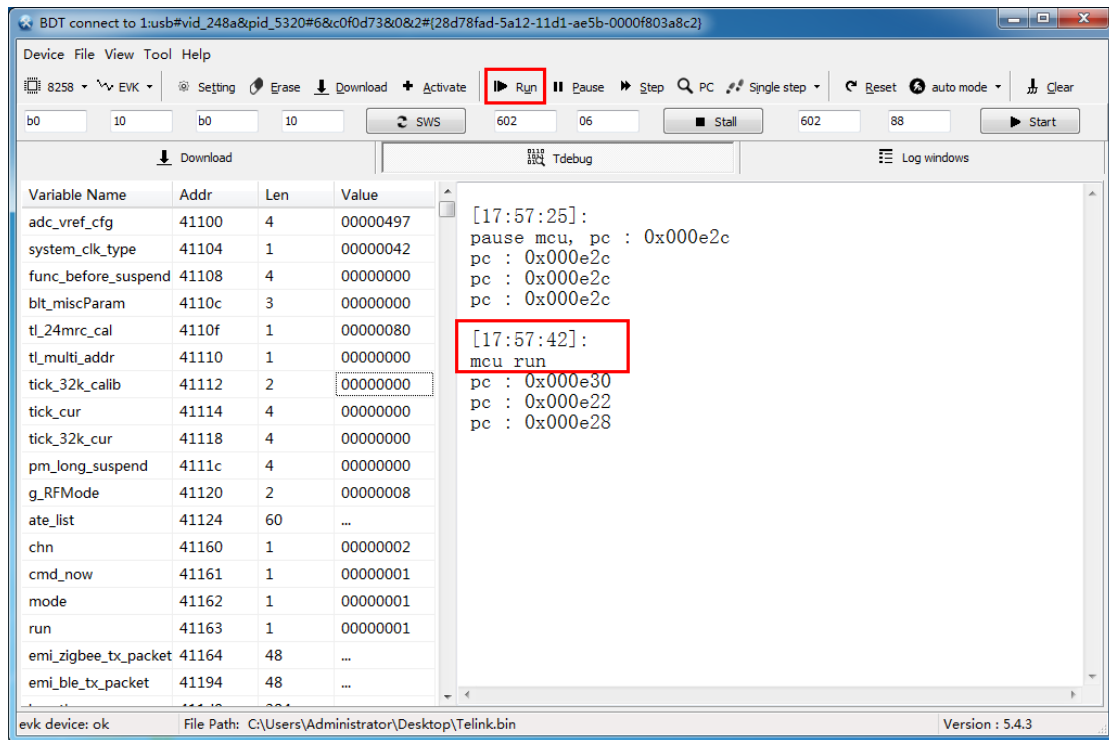 BDT connect to 1:usb#vid_248a&pid_5320#6&c0f0d73&0&2#{28d78fad-5a12-11d1-ae5b-0000f803a8c2}
Device File View Tool Help
8258 EVK Setting Erase Download Activate Run Pause Step PC Single step Reset auto mode Clear
b0 10 b0 10 SWS 602 06 Stall 602 88 Start
Download Tdebug Log windows
Variable Name Addr Len Value
adc_vref_cfg 41100 4 00000497
system_clk_type 41104 1 00000042
func_before_suspend 41108 4 00000000
blt_miscParam 4110c 3 00000000
tl_24mrc_cal 4110f 1 00000080
tl_multi_addr 41110 1 00000000
tick_32k_calib 41112 2 00000000
tick_cur 41114 4 00000000
tick_32k_cur 41118 4 00000000
pm_long_suspend 4111c 4 00000000
g_RFMode 41120 2 00000008
ate_list 41124 60 ...
chn 41160 1 00000002
cmd_now 41161 1 00000001
mode 41162 1 00000001
run 41163 1 00000001
emi_zigbee_tx_packet 41164 48 ...
emi_ble_tx_packet 41194 48 ...
[17:57:25]:
pause mcu, pc : 0x000e2c
pc : 0x000e2c
pc : 0x000e2c
pc : 0x000e2c
[17:57:42]:
mcu run
pc : 0x000e30
pc : 0x000e22
pc : 0x000e28
evk device: ok File Path: C:\Users\Administrator\Desktop\Telink.bin Version : 5.4.3